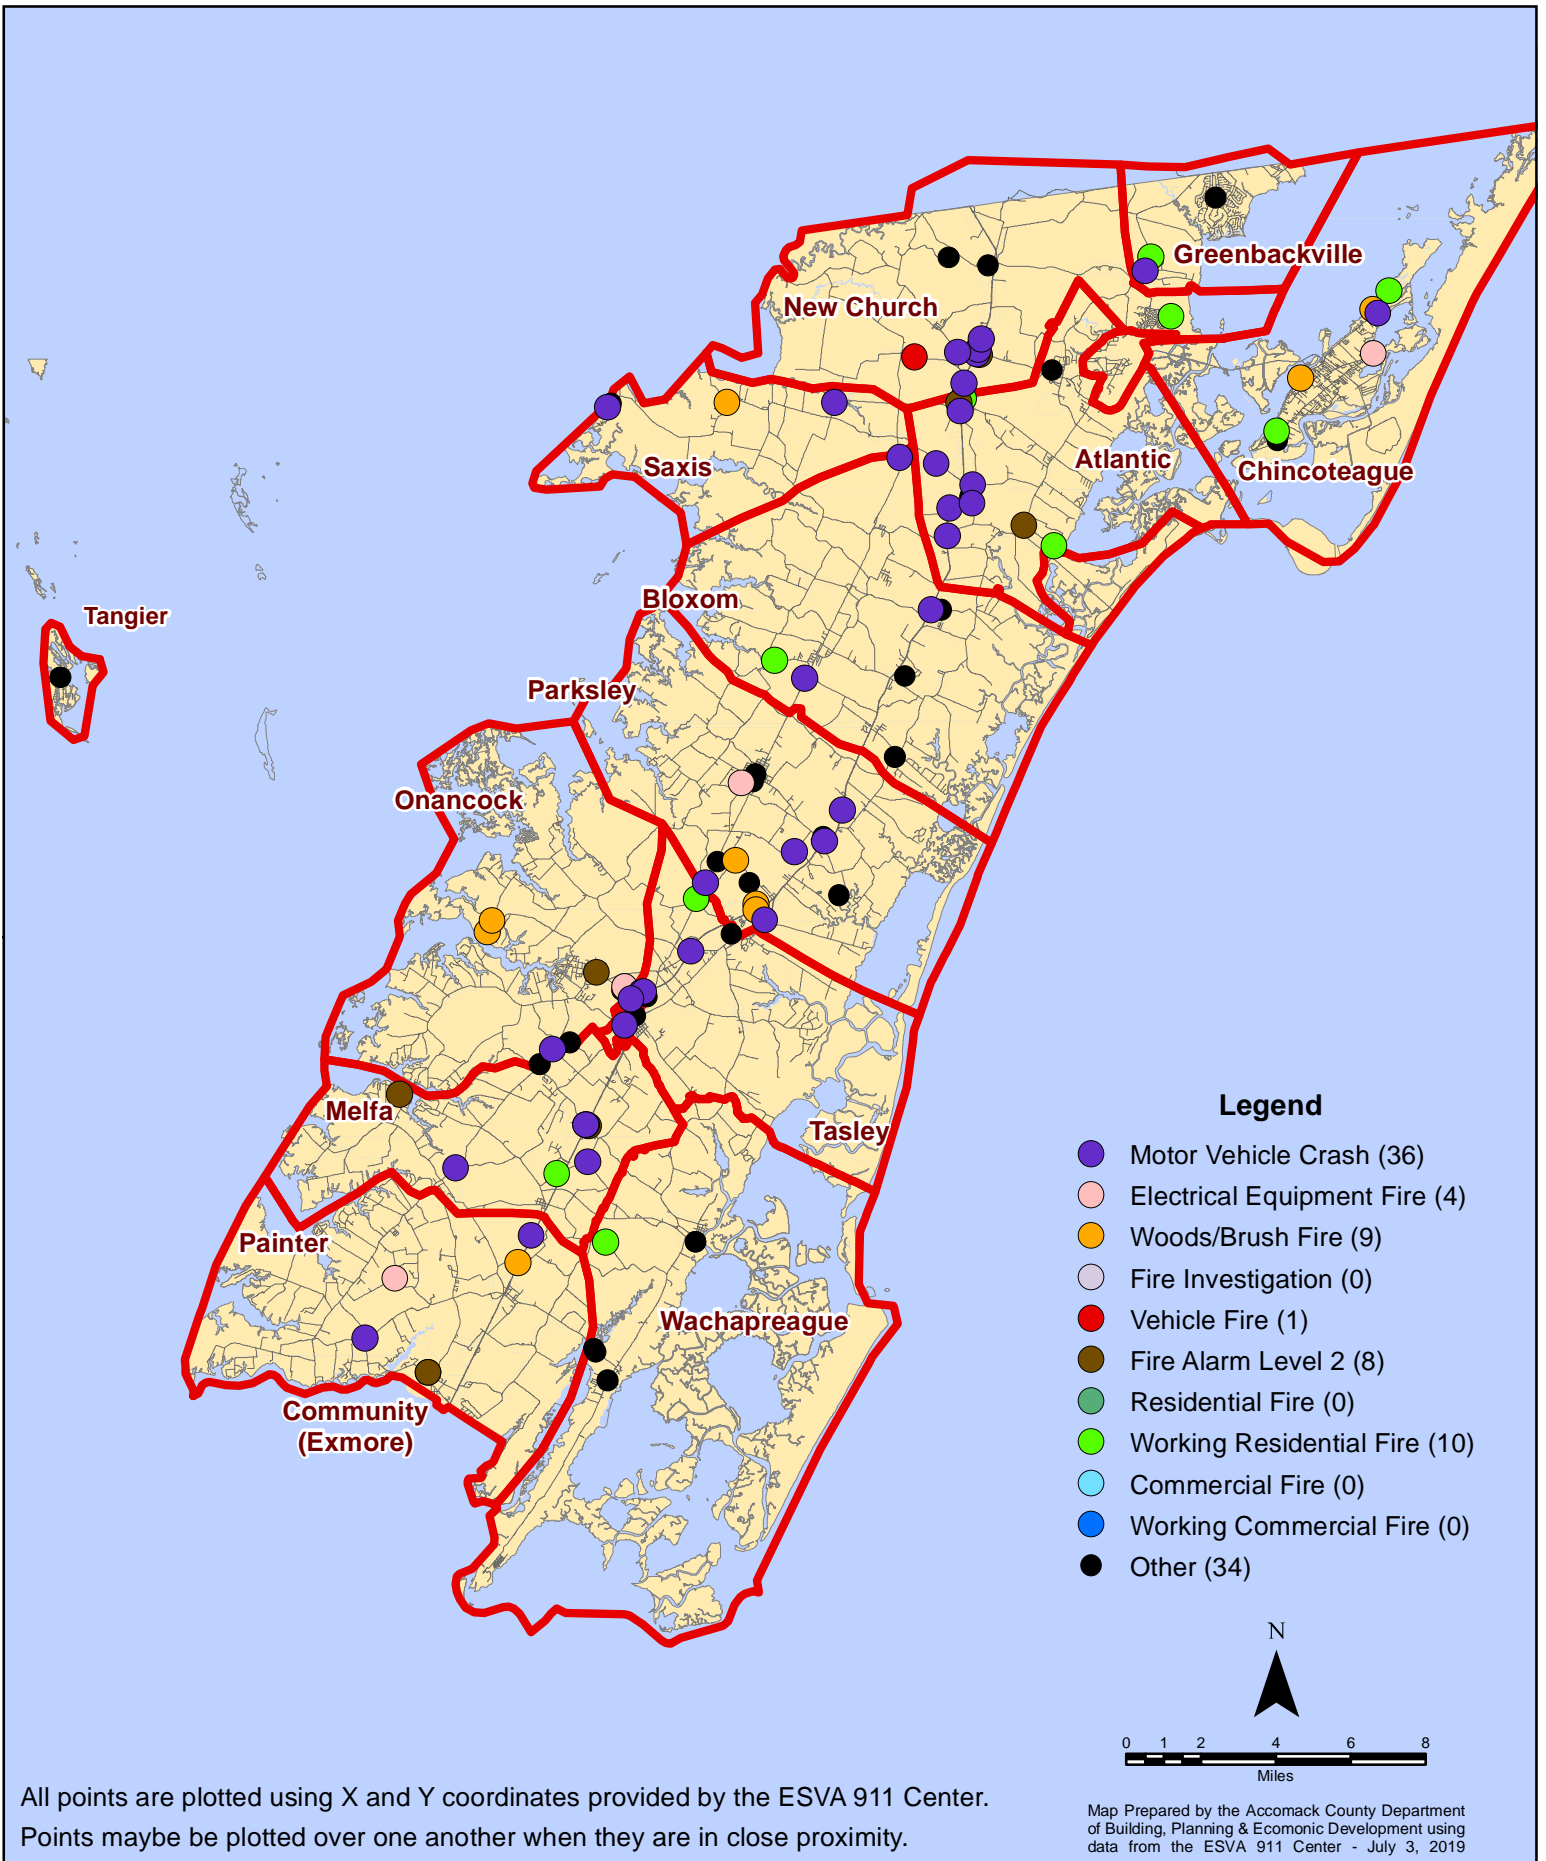 Greenbackville
New Church
Atlantic
Chincoteague
Saxis
Bloxom
Tangier
Parksley
Onancock
Melfa
Tasley
Painter
Wachapreague
Community
(Exmore)
Legend
Motor Vehicle Crash (36)
Electrical Equipment Fire (4)
Woods/Brush Fire (9)
Fire Investigation (0)
Vehicle Fire (1)
Fire Alarm Level 2 (8)
Residential Fire (0)
Working Residential Fire (10)
Commercial Fire (0)
Working Commercial Fire (0)
Other (34)
N
0 1 2 4 6 8
Miles
All points are plotted using X and Y coordinates provided by the ESVA 911 Center.
Points maybe be plotted over one another when they are in close proximity.
Map Prepared by the Accomack County Department
of Building, Planning & Ecomonic Development using
data from the ESVA 911 Center - July 3, 2019